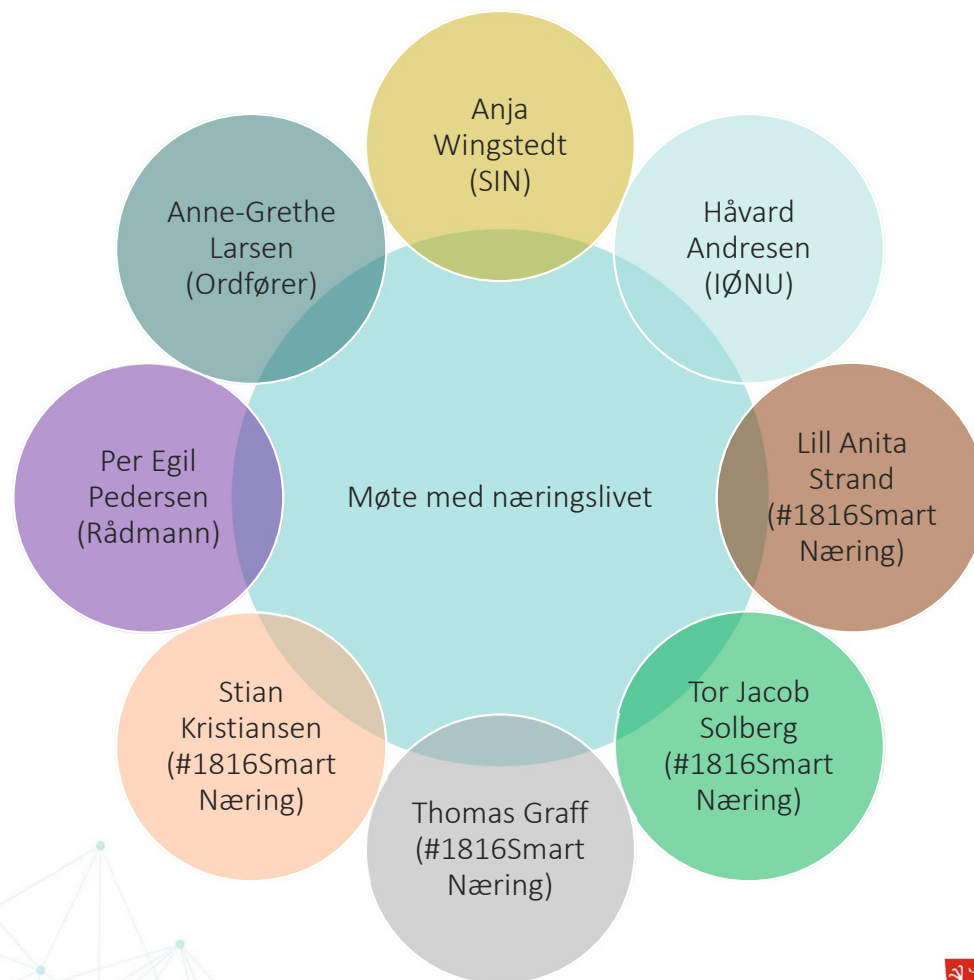 Anja
Wingstedt
(SIN)
Håvard
Andresen
(IØNU)
Lill Anita
Strand
(#1816Smart
Næring)
Tor Jacob
Solberg
(#1816Smart
Næring)
Thomas Graff
(#1816Smart
Næring)
Stian
Kristiansen
(#1816Smart
Næring)
Per Egil
Pedersen
(Rådmann)
Anne-Grethe
Larsen
(Ordfører)
Møte med næringslivet